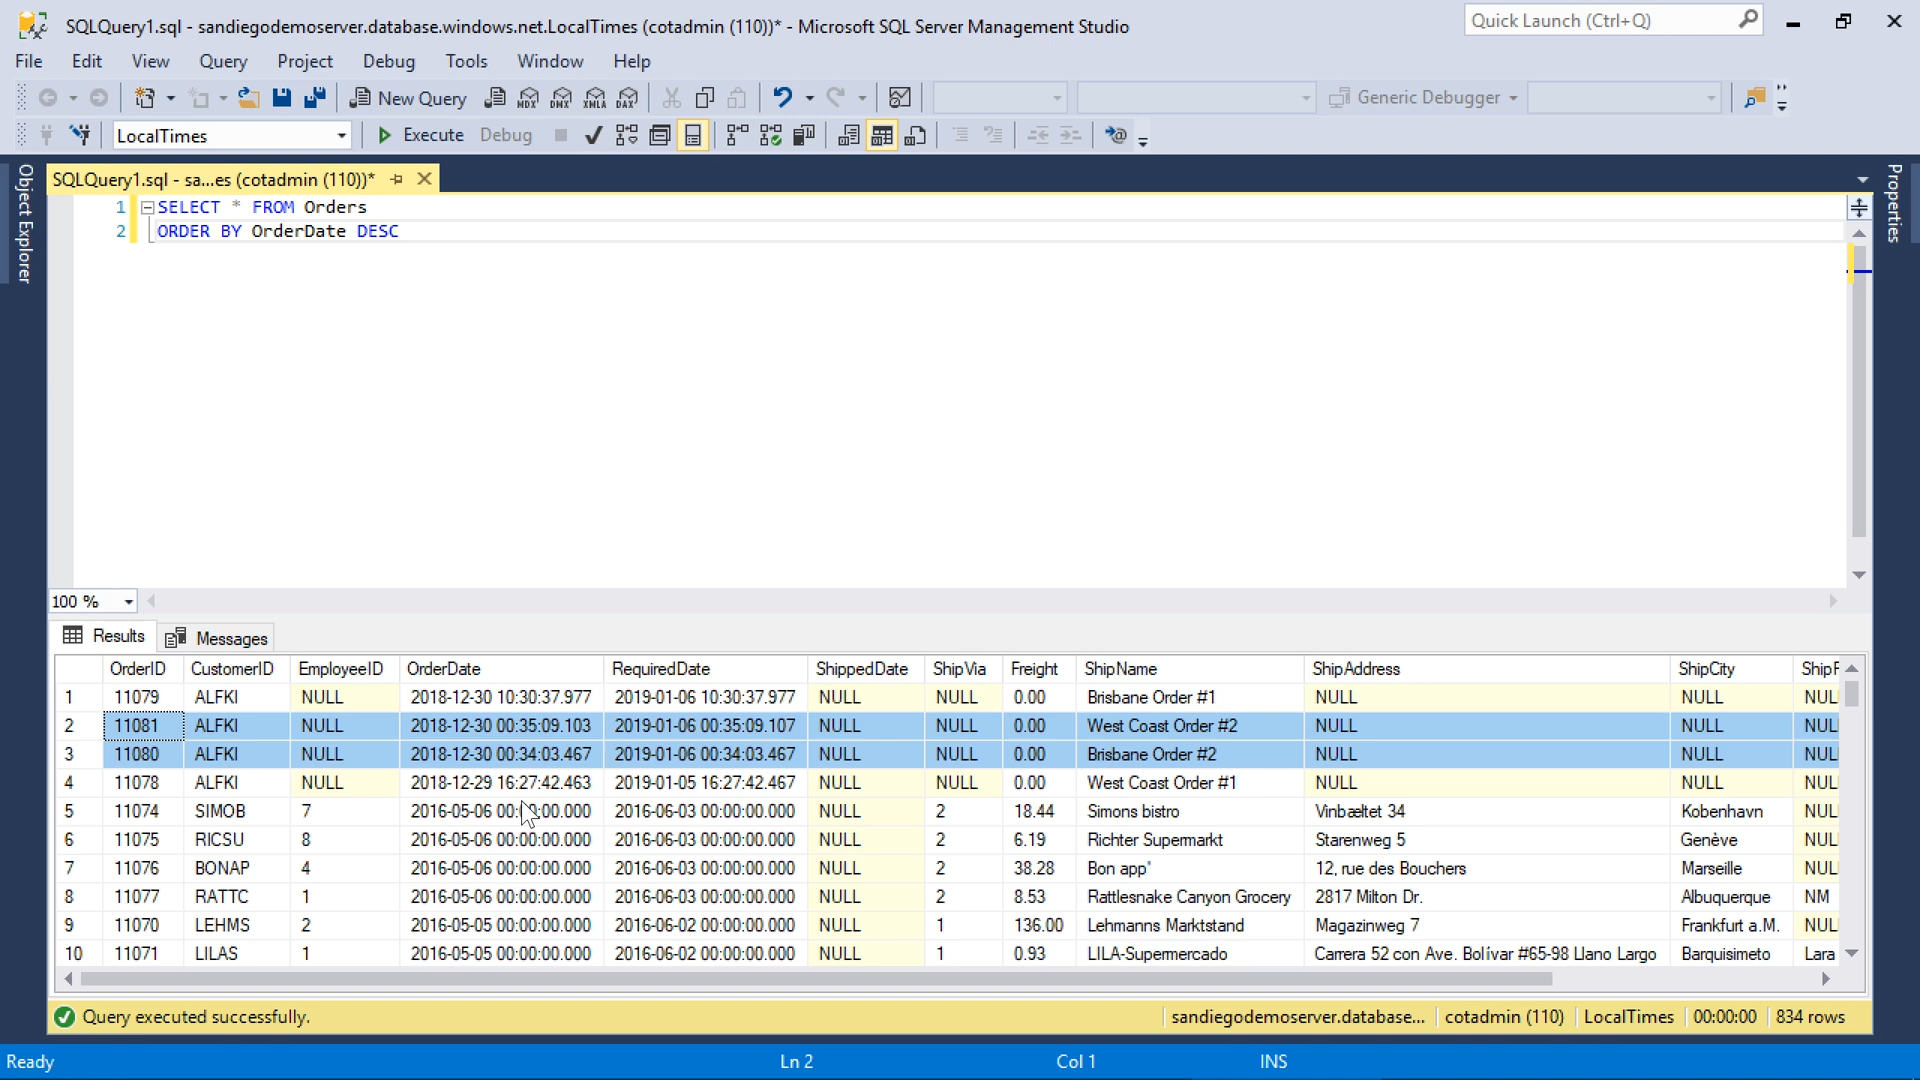 SQLQuery1.sql - sandiegodemoserver.database.windows.net.LocalTimes (cotadmin (110))* - Microsoft SQL Server Management Studio
Quick Launch (Ctrl+Q)
File Edit View Query Project Debug Tools Window Help
New Query MDX DMX XMLA DAX Generic Debugger
LocalTimes Execute Debug
Object Explorer
SQLQuery1.sql - sa...es (cotadmin (110))*
Properties
1 SELECT * FROM Orders
2 ORDER BY OrderDate DESC
100 %
Results Messages
OrderID CustomerID EmployeeID OrderDate RequiredDate ShippedDate ShipVia Freight ShipName ShipAddress ShipCity
1 11079 ALFKI NULL 2018-12-30 10:30:37.977 2019-01-06 10:30:37.977 NULL NULL 0.00 Brisbane Order #1 NULL NULL
2 11081 ALFKI NULL 2018-12-30 00:35:09.103 2019-01-06 00:35:09.107 NULL NULL 0.00 West Coast Order #2 NULL NULL
3 11080 ALFKI NULL 2018-12-30 00:34:03.467 2019-01-06 00:34:03.467 NULL NULL 0.00 Brisbane Order #2 NULL NULL
4 11078 ALFKI NULL 2018-12-29 16:27:42.463 2019-01-05 16:27:42.467 NULL NULL 0.00 West Coast Order #1 NULL NULL
5 11074 SIMOB 7 2016-05-06 00:00:00.000 2016-06-03 00:00:00.000 NULL 2 18.44 Simons bistro Vinbæltet 34 Kobenhavn
6 11075 RICSU 8 2016-05-06 00:00:00.000 2016-06-03 00:00:00.000 NULL 2 6.19 Richter Supermarkt Starenweg 5 Genève
7 11076 BONAP 4 2016-05-06 00:00:00.000 2016-06-03 00:00:00.000 NULL 2 38.28 Bon app' 12, rue des Bouchers Marseille
8 11077 RATTC 1 2016-05-06 00:00:00.000 2016-06-03 00:00:00.000 NULL 2 8.53 Rattlesnake Canyon Grocery 2817 Milton Dr. Albuquerque NM
9 11070 LEHMS 2 2016-05-05 00:00:00.000 2016-06-02 00:00:00.000 NULL 1 136.00 Lehmanns Marktstand Magazinweg 7 Frankfurt a.M.
10 11071 LILAS 1 2016-05-05 00:00:00.000 2016-06-02 00:00:00.000 NULL 1 0.93 LILA-Supermercado Carrera 52 con Ave. Bolívar #65-98 Llano Largo Barquisimeto Lara
Query executed successfully. sandiegodemoserver.database... cotadmin (110) LocalTimes 00:00:00 834 rows
Ready Ln 2 Col 1 INS